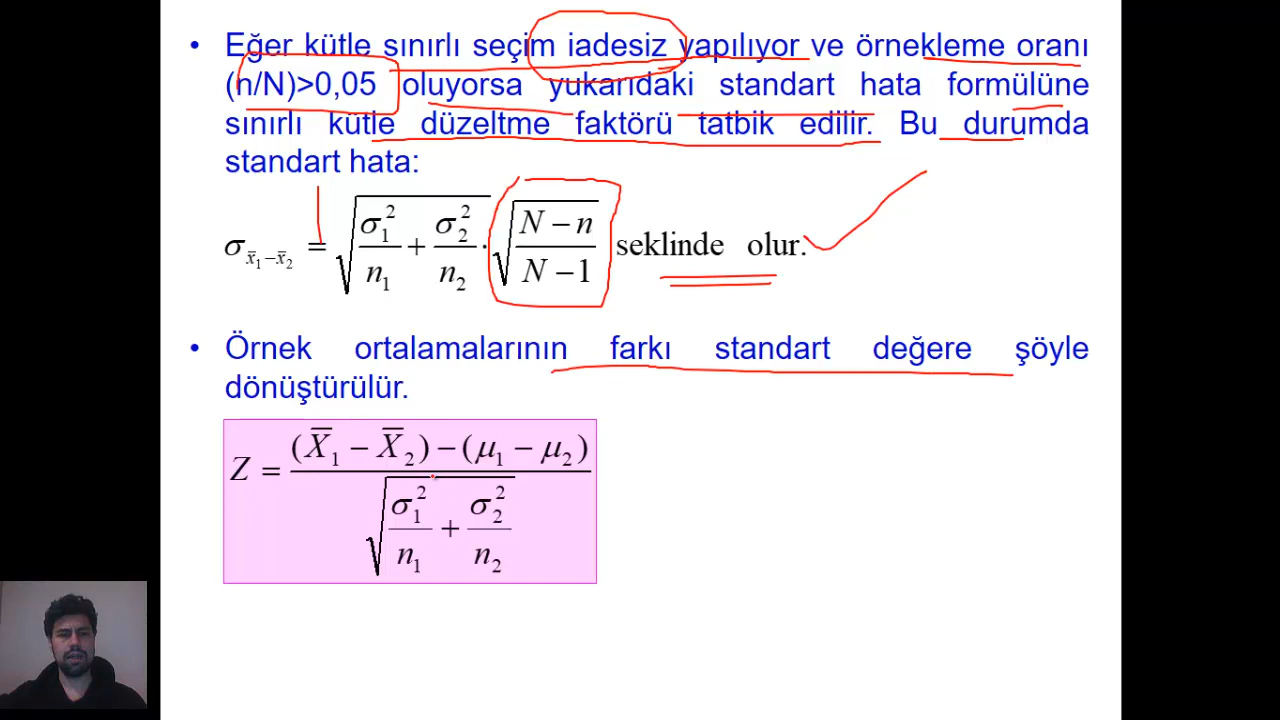 • Eğer kütle sınırlı seçim iadesiz yapılıyor ve örnekleme oranı
(n/N)>0,05 oluyorsa yukarıdaki standart hata formülüne
sınırlı kütle düzeltme faktörü tatbik edilir. Bu durumda
standart hata:
σ_{x̄₁−x̄₂} = √(σ₁²/n₁ + σ₂²/n₂) · √((N − n)/(N − 1)) seklinde olur.
• Örnek ortalamalarının farkı standart değere şöyle
dönüştürülür.
Z = ((X̄₁ − X̄₂) − (μ₁ − μ₂)) / √(σ₁²/n₁ + σ₂²/n₂)